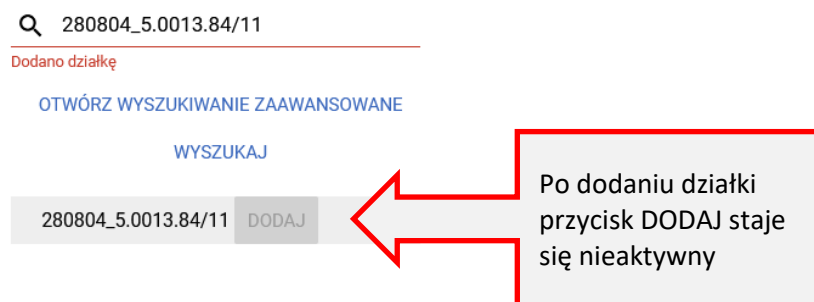 280804_5.0013.84/11
Dodano działkę
OTWÓRZ WYSZUKIWANIE ZAAWANSOWANE
WYSZUKAJ
280804_5.0013.84/11 DODAJ
Po dodaniu działki
przycisk DODAJ staje
się nieaktywny